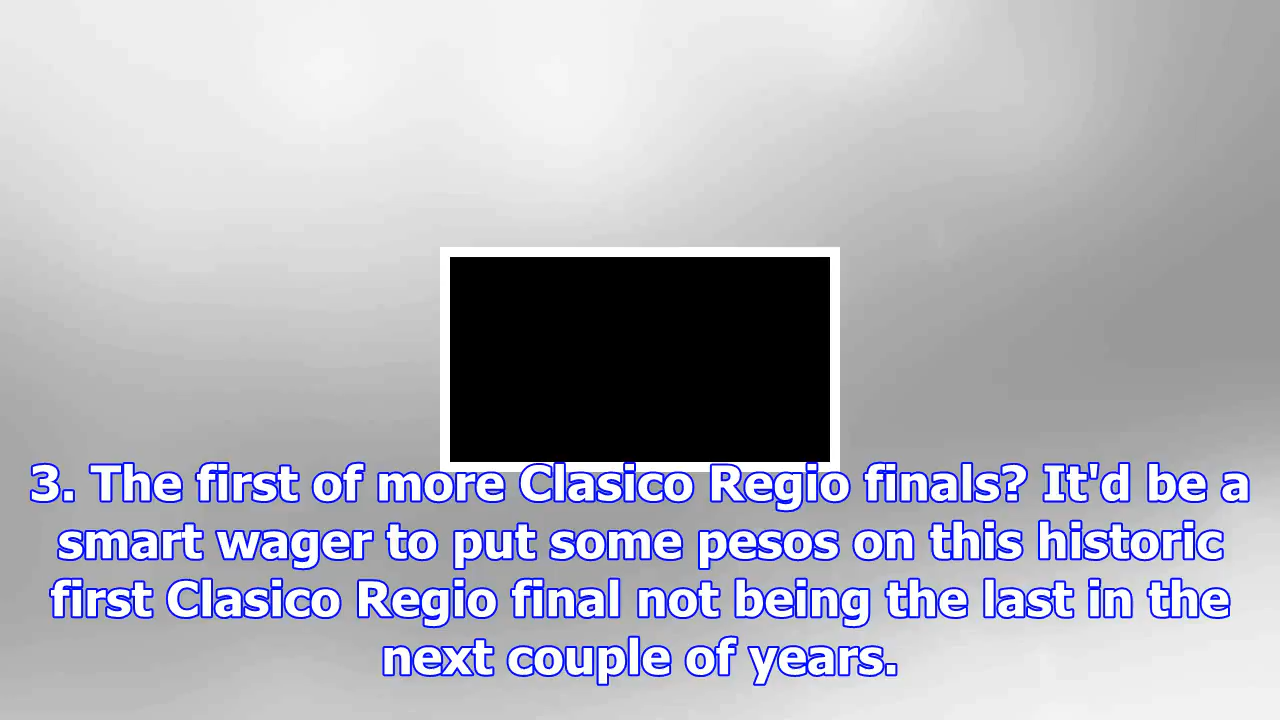 3. The first of more Clasico Regio finals? It'd be a
smart wager to put some pesos on this historic
first Clasico Regio final not being the last in the
next couple of years.